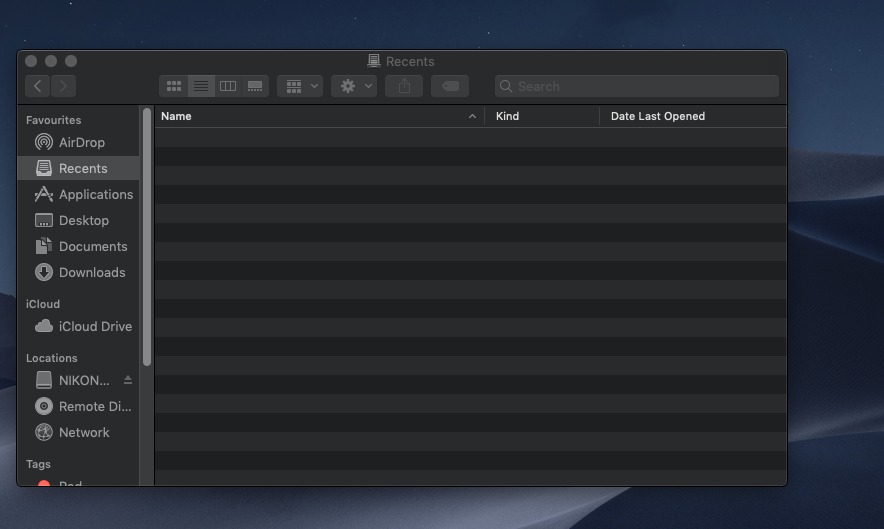 Recents
Search
Favourites
AirDrop
Recents
Applications
Desktop
Documents
Downloads
iCloud
iCloud Drive
Locations
NIKON...
Remote Di...
Network
Tags
Red
Name
Kind
Date Last Opened